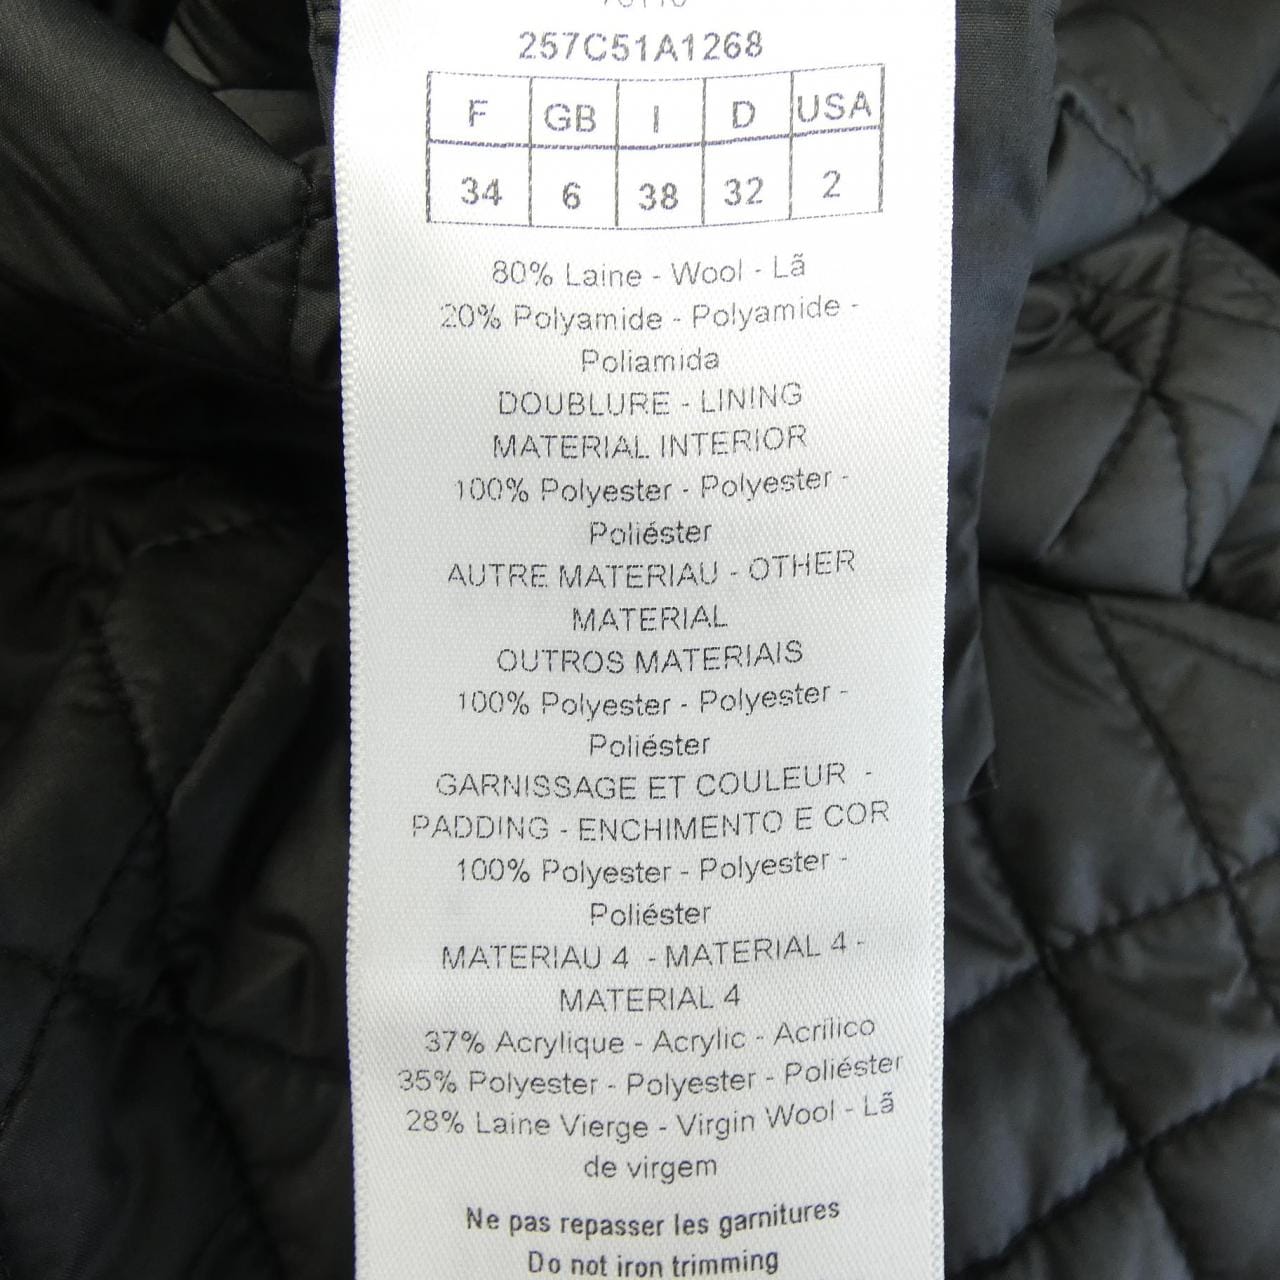 257C51A1268
F GB I D USA
34 6 38 32 2
80% Laine - Wool - Lã
20% Polyamide - Polyamide -
Poliamida
DOUBLURE - LINING
MATERIAL INTERIOR
100% Polyester - Polyester -
Poliéster
AUTRE MATERIAU - OTHER
MATERIAL
OUTROS MATERIAIS
100% Polyester - Polyester -
Poliéster
GARNISSAGE ET COULEUR -
PADDING - ENCHIMENTO E COR
100% Polyester - Polyester -
Poliéster
MATERIAU 4 - MATERIAL 4 -
MATERIAL 4
37% Acrylique - Acrylic - Acrílico
35% Polyester - Polyester - Poliéster
28% Laine Vierge - Virgin Wool - Lã
de virgem
Ne pas repasser les garnitures
Do not iron trimming